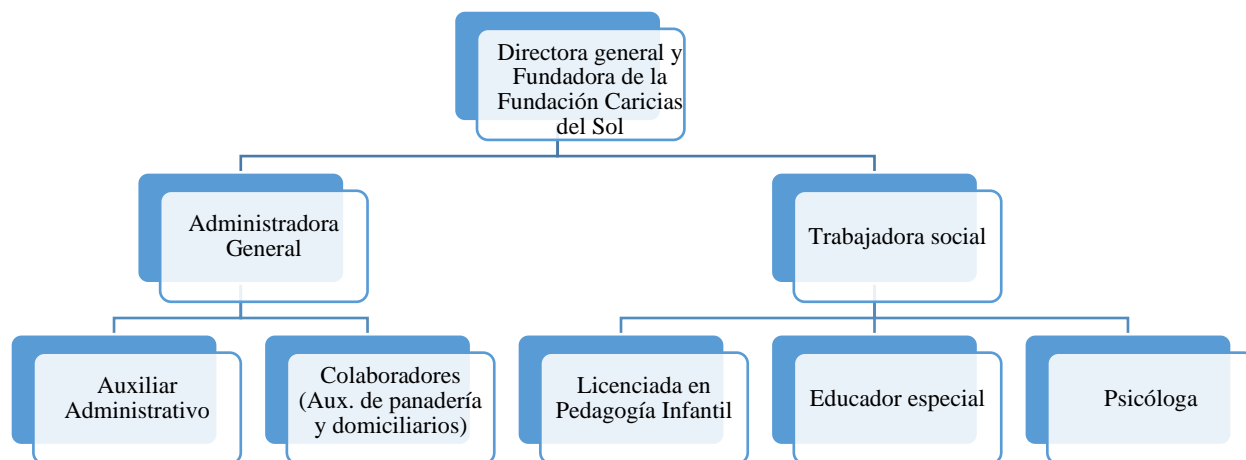 Directora general y
Fundadora de la
Fundación Caricias
del Sol
Administradora
General
Trabajadora social
Auxiliar
Administrativo
Colaboradores
(Aux. de panadería
y domiciliarios)
Licenciada en
Pedagogía Infantil
Educador especial
Psicóloga